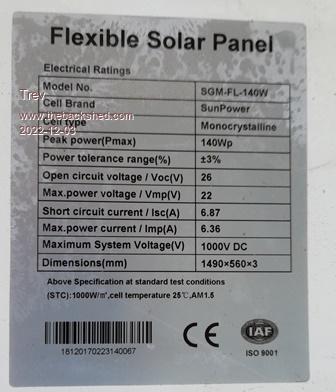 Flexible Solar Panel
Electrical Ratings
Model No. SGM-FL-140W
Trev
Cell Brand SunPower
www.thebackshed.com
Cell type Monocrystalline
2022-12-03
Peak power(Pmax) 140Wp
Power tolerance range(%) ±3%
Open circuit voltage / Voc(V) 26
Max.power voltage / Vmp(V) 22
Short circuit current / Isc(A) 6.87
Max.power current / Imp(A) 6.36
Maximum System Voltage(V) 1000V DC
Dimensions(mm) 1490×560×3
Above Specification at standard test conditions
(STC):1000W/㎡,cell temperature 25℃,AM1.5
18120170223140067
CE
IAF
ISO 9001